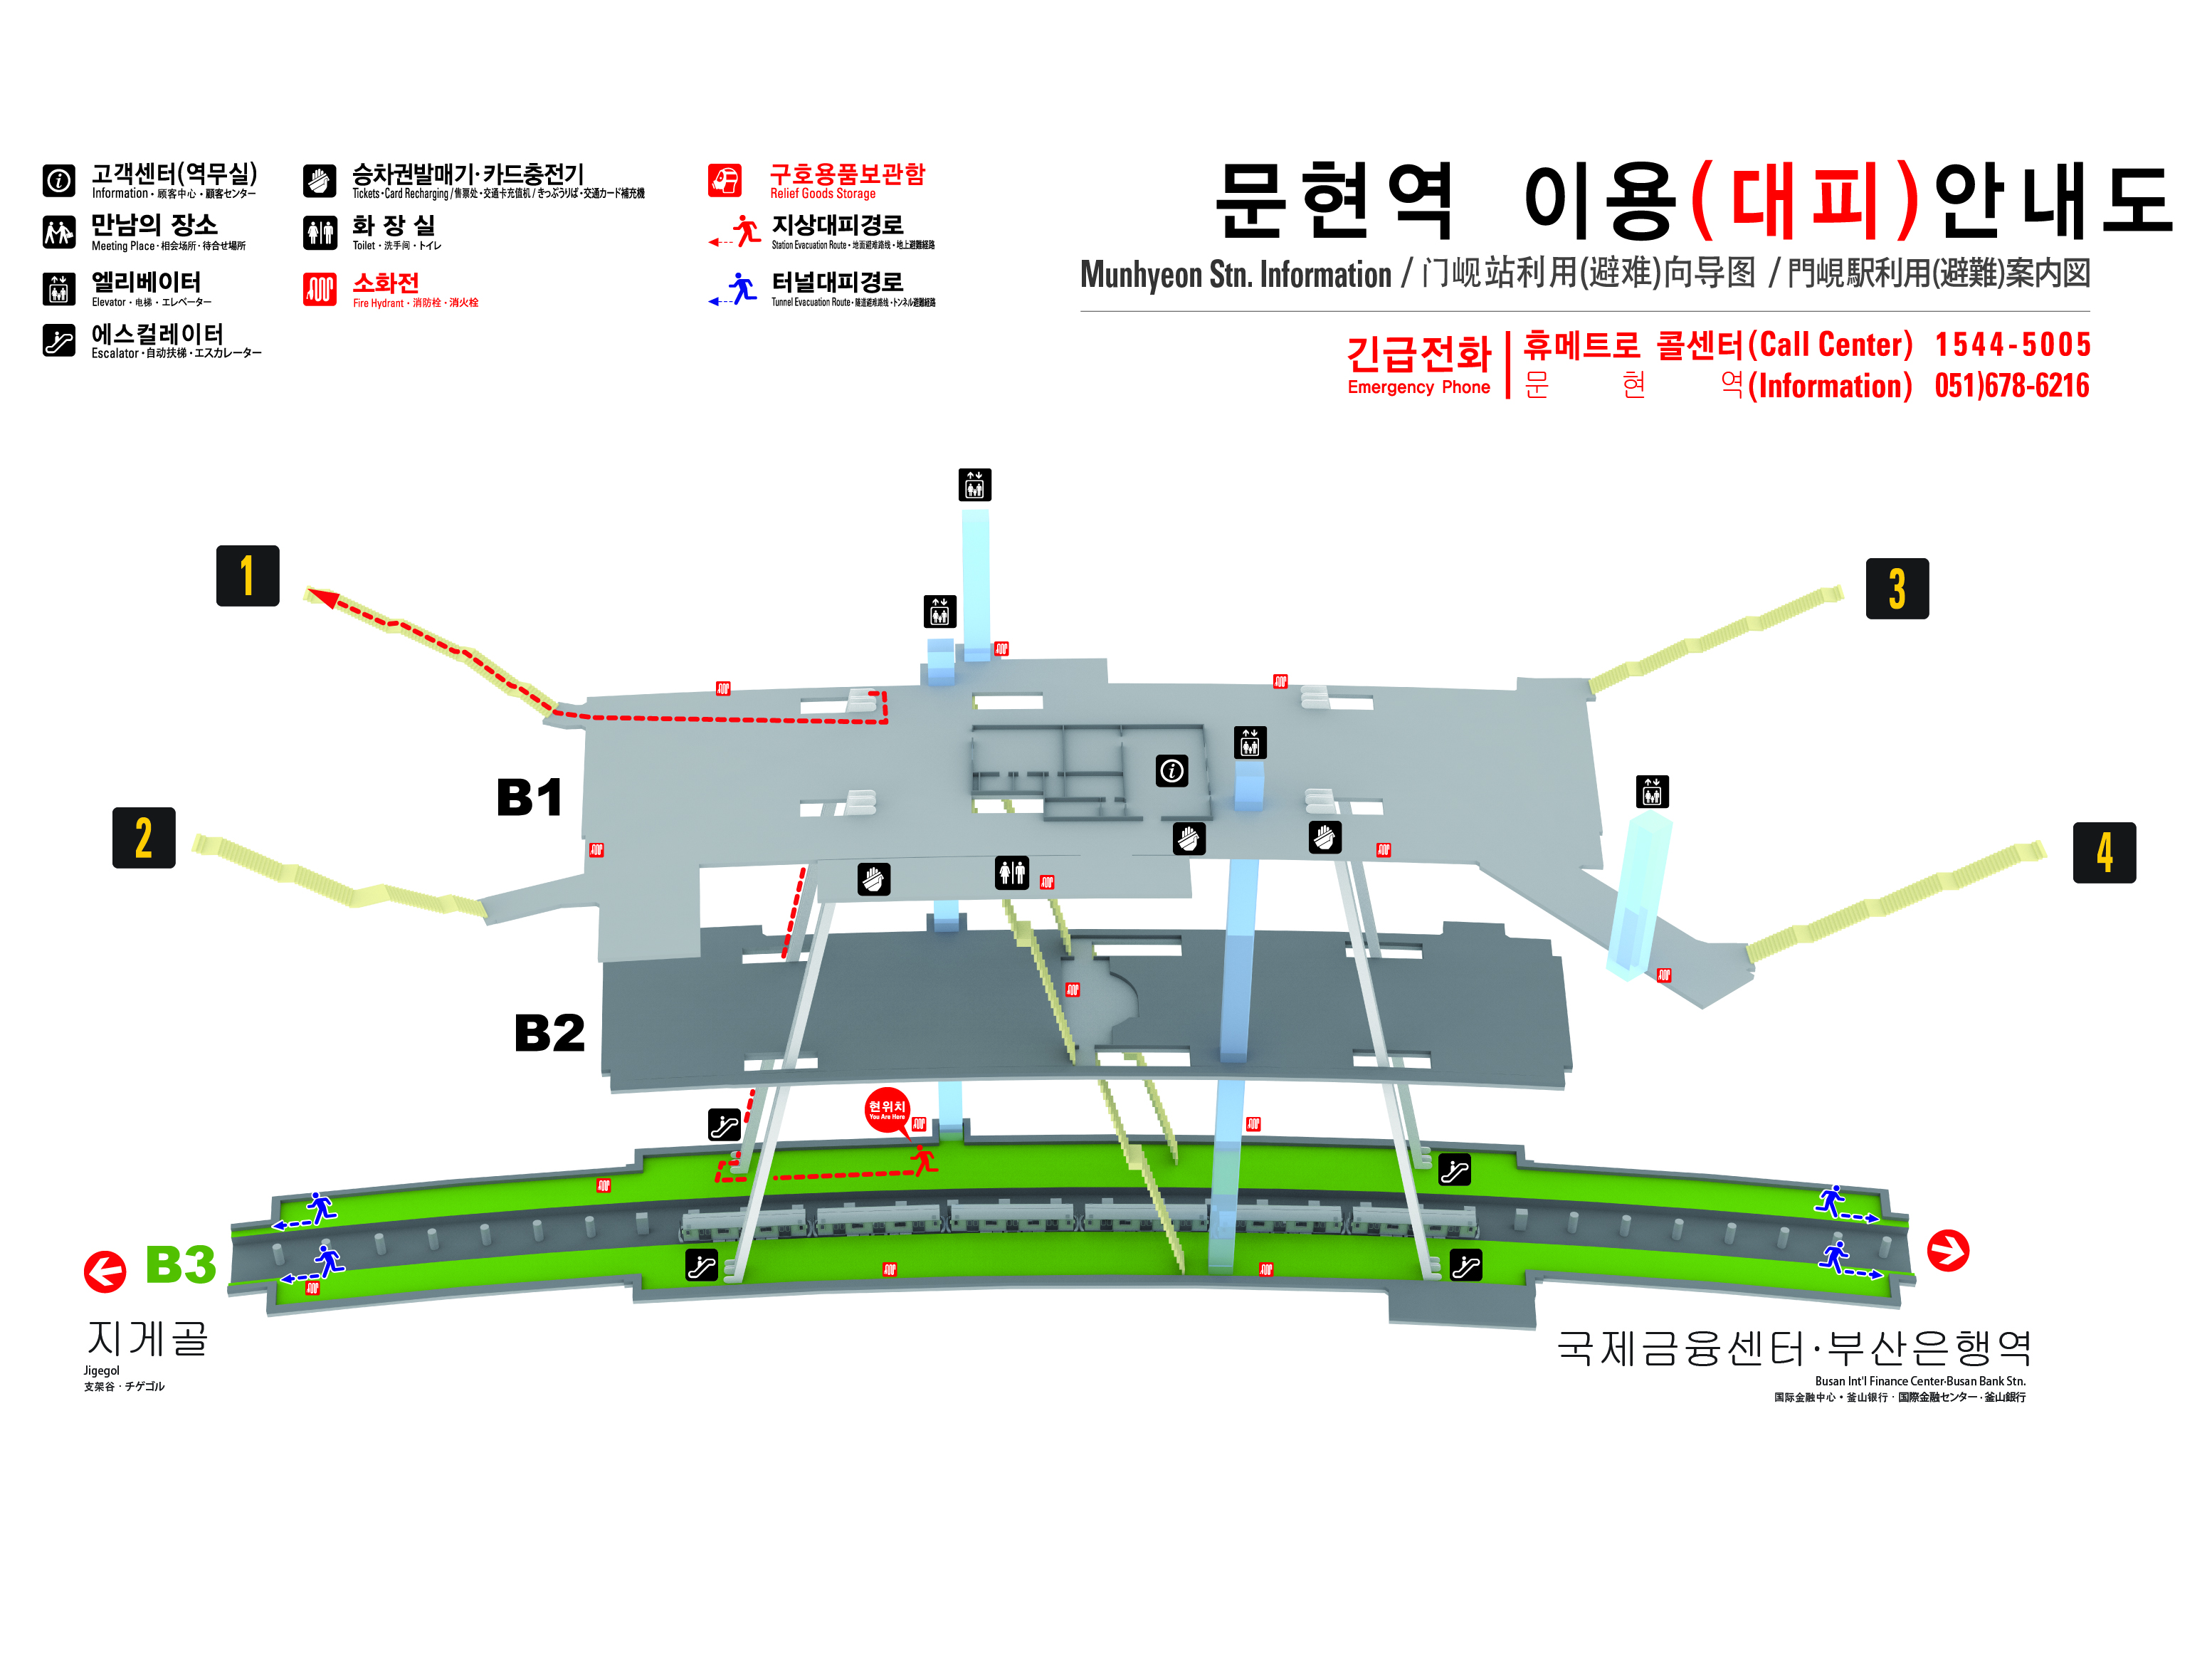 고객센터(역무실)
Information · 顾客中心 · 顧客センター
만남의 장소
Meeting Place · 相会场所 · 待合せ場所
엘리베이터
Elevator · 电梯 · エレベーター
에스컬레이터
Escalator · 自动扶梯 · エスカレーター
승차권발매기·카드충전기
Tickets · Card Recharging / 售票处 · 交通卡充值机 / きっぷうりば · 交通カード補充機
화 장 실
Toilet · 洗手间 · トイレ
소화전
Fire Hydrant · 消防栓 · 消火栓
구호용품보관함
Relief Goods Storage
지상대피경로
Station Evacuation Route · 地面避难路线 · 地上避難経路
터널대피경로
Tunnel Evacuation Route · 隧道避难路线 · トンネル避難経路
문현역 이용(대피)안내도
Munhyeon Stn. Information / 门岘站利用(避难)向导图 / 門峴駅利用(避難)案内図
긴급전화
Emergency Phone
휴메트로 콜센터(Call Center) 1544-5005
문 현 역(Information) 051)678-6216
1
3
B1
2
4
B2
현위치
You Are Here
B3
지게골
Jigegol
支架谷 · チゲゴル
국제금융센터·부산은행역
Busan Int'l Finance Center·Busan Bank Stn.
国际金融中心 · 釜山银行 · 国際金融センター · 釜山銀行